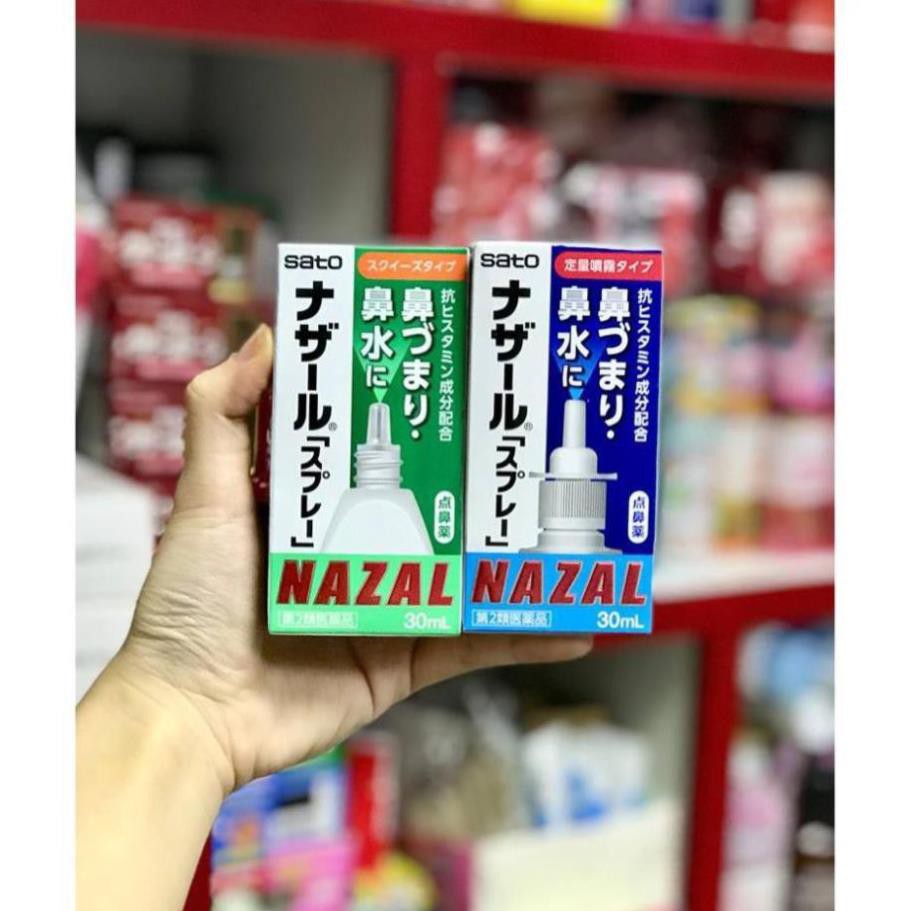 sato
スクイーズタイプ
ナザール®「スプレー」
抗ヒスタミン成分配合
鼻づまり・
鼻水に
点鼻薬
NAZAL
第2類医薬品
30mL
sato
定量噴霧タイプ
ナザール®「スプレー」
抗ヒスタミン成分配合
鼻づまり・
鼻水に
点鼻薬
NAZAL
第2類医薬品
30mL